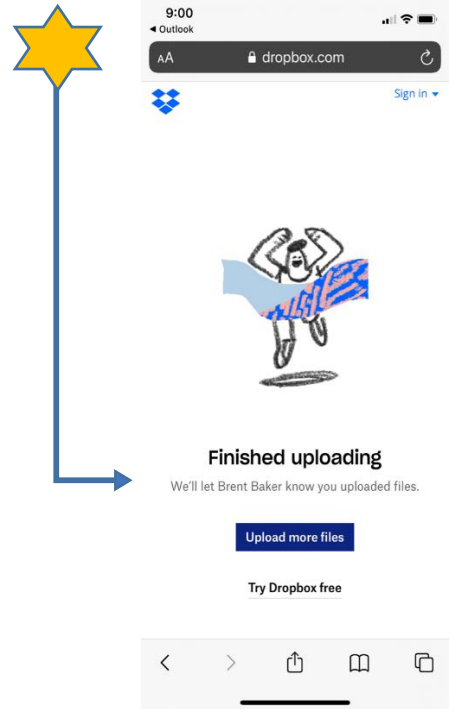 9:00
◀ Outlook
AA dropbox.com
Sign in
Finished uploading
We'll let Brent Baker know you uploaded files.
Upload more files
Try Dropbox free